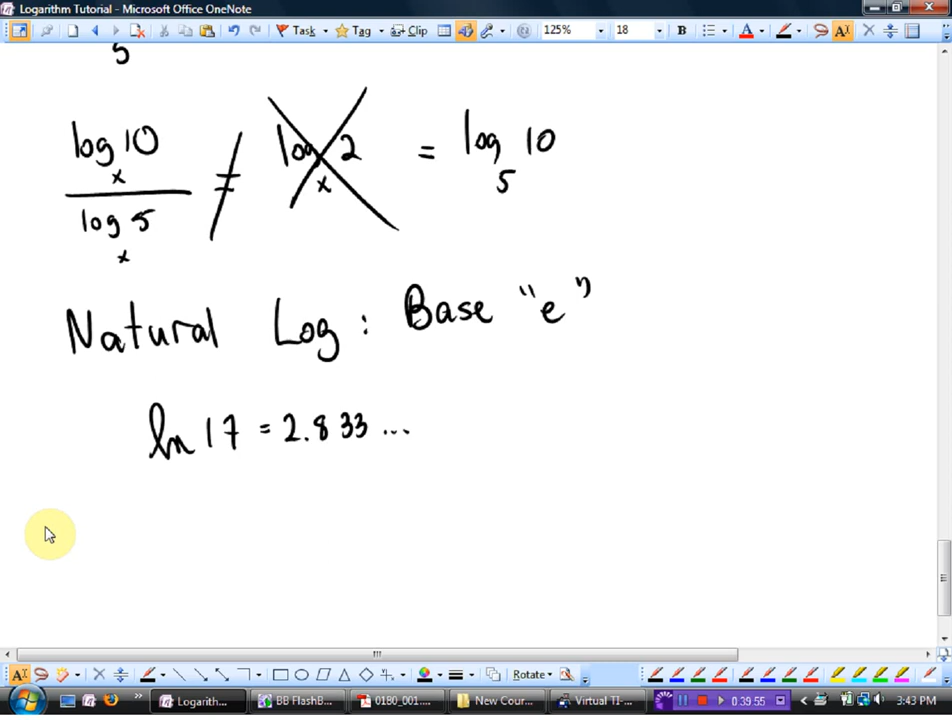 Logarithm Tutorial - Microsoft Office OneNote
Task Tag Clip 125% 18 B A A
5
log 10 log 2 = log 10
x x 5
log 5
x
Natural Log : Base "e"
ln 17 = 2.833 ...
Rotate
Logarith... BB FlashB... 0180_001.... New Cour... Virtual TI-... 0.39.55 3:43 PM